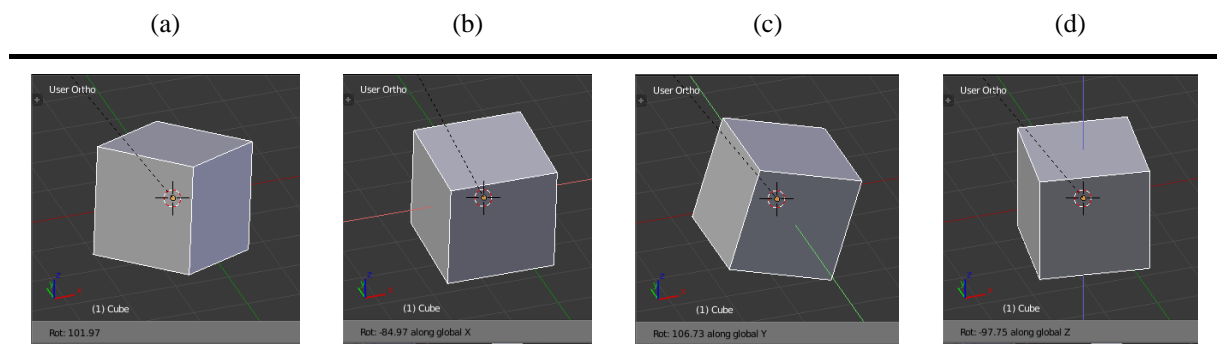 (a) (b) (c) (d)
User Ortho User Ortho User Ortho User Ortho
z y x z y x z y x z y x
(1) Cube (1) Cube (1) Cube (1) Cube
Rot: 101.97 Rot: -84.97 along global X Rot: 106.73 along global Y Rot: -97.75 along global Z